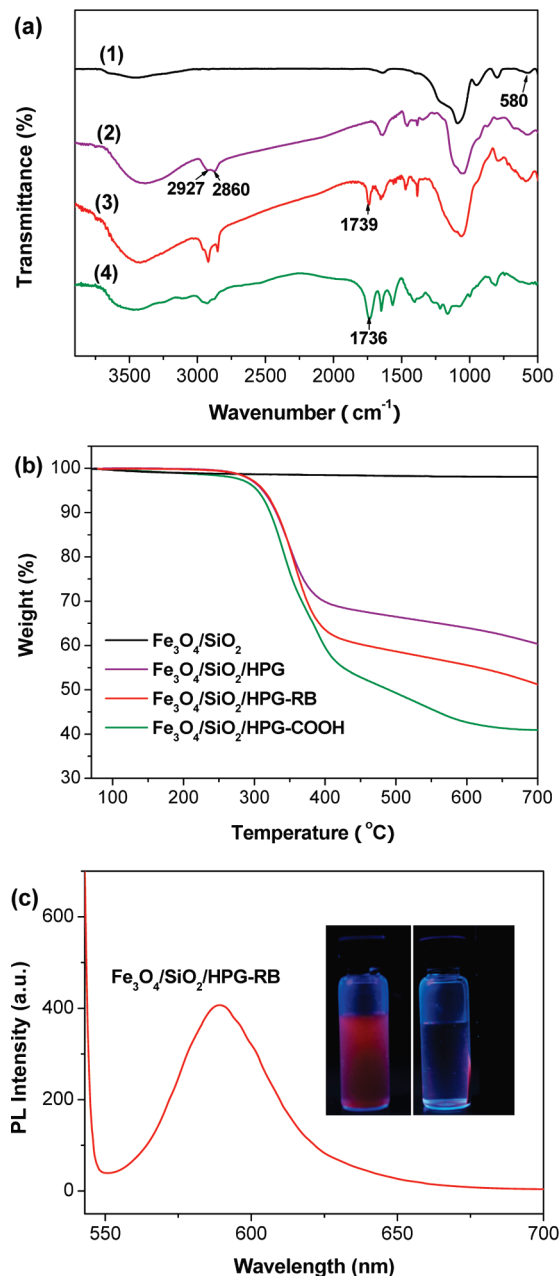 (a)
(1)
580
(2)
2927 2860
(3)
1739
(4)
1736
Transmittance (%)
3500 3000 2500 2000 1500 1000 500
Wavenumber ( cm⁻¹)
(b)
100
90
80
70
60
50
40
30
Weight (%)
Fe₃O₄/SiO₂
Fe₃O₄/SiO₂/HPG
Fe₃O₄/SiO₂/HPG-RB
Fe₃O₄/SiO₂/HPG-COOH
100 200 300 400 500 600 700
Temperature ( °C)
(c)
600
400
200
0
PL Intensity (a.u.)
Fe₃O₄/SiO₂/HPG-RB
550 600 650 700
Wavelength (nm)